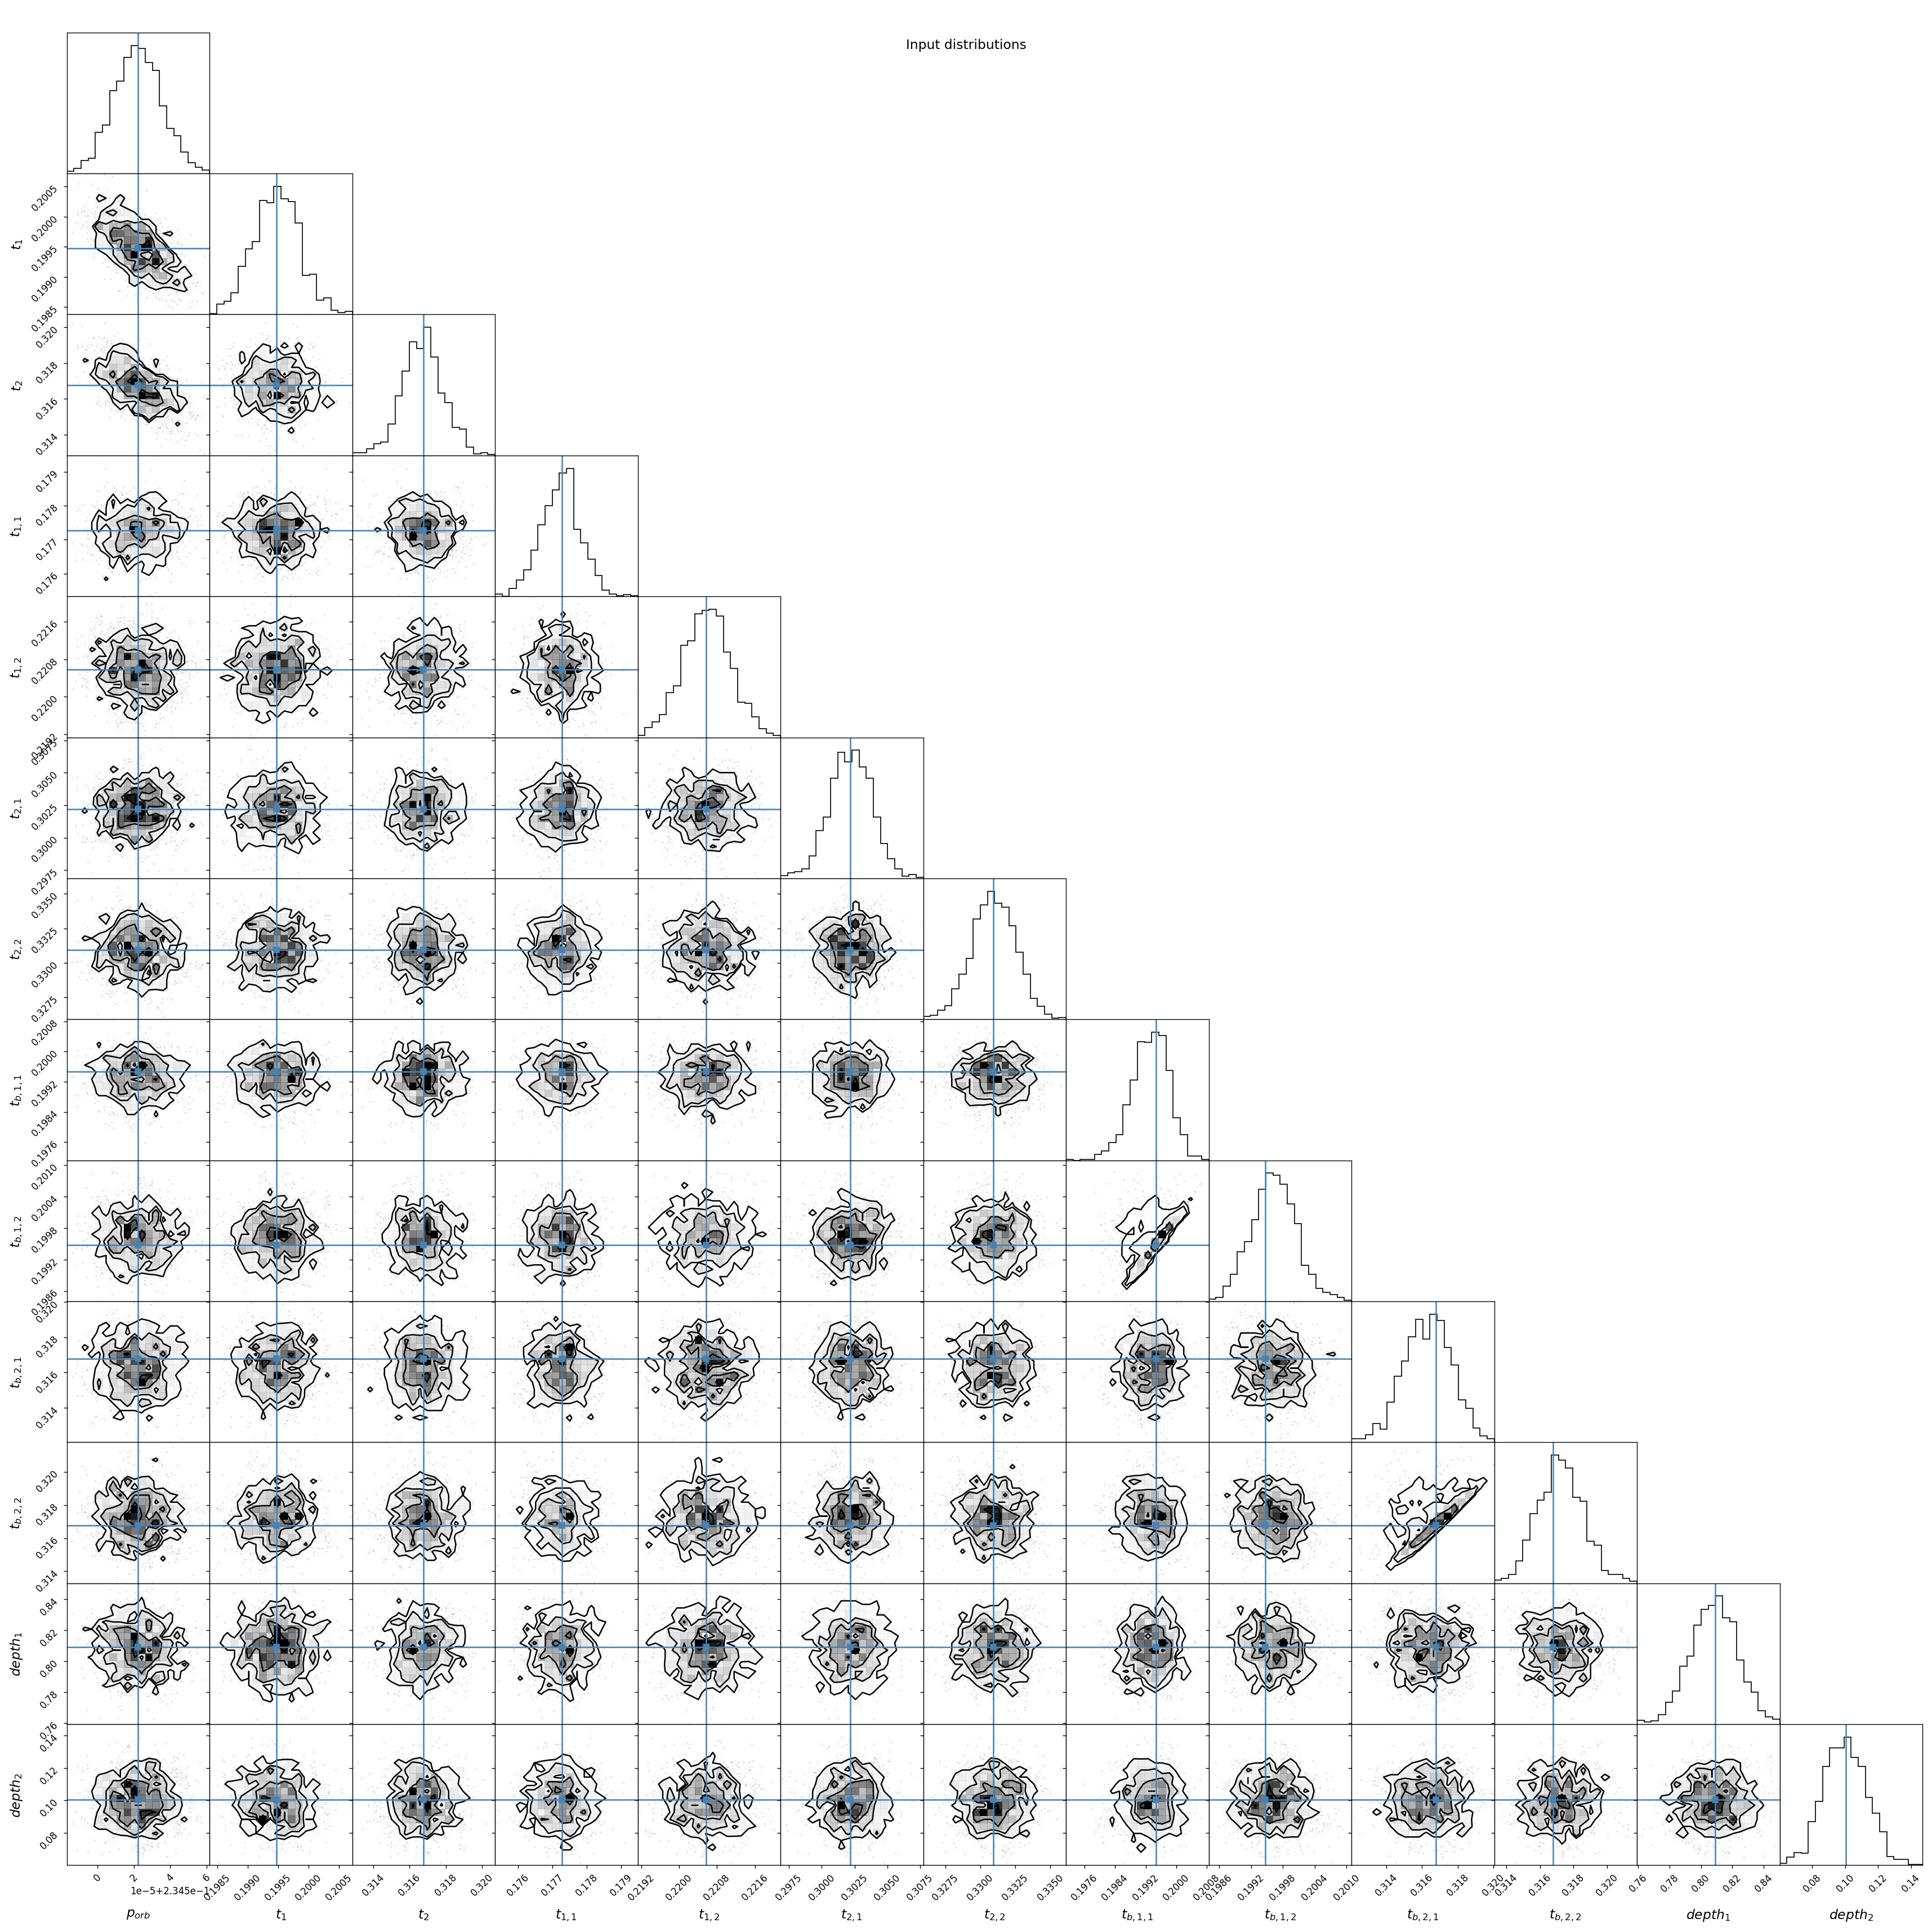 Input distributions
t_1
0.2005
0.2000
0.1995
0.1990
0.1985
t_2
0.320
0.318
0.316
0.314
t_{1,1}
0.179
0.178
0.177
0.176
t_{1,2}
0.2216
0.2208
0.2200
0.2192
t_{2,1}
0.3075
0.3050
0.3025
0.3000
0.2975
t_{2,2}
0.3350
0.3325
0.3300
0.3275
t_{b,1,1}
0.2008
0.2000
0.1992
0.1984
0.1976
t_{b,1,2}
0.2010
0.2004
0.1998
0.1992
0.1986
t_{b,2,1}
0.320
0.318
0.316
0.314
t_{b,2,2}
0.320
0.318
0.316
0.314
depth_1
0.84
0.82
0.80
0.78
0.76
depth_2
0.14
0.12
0.10
0.08
0 2 4 6
1e-5+2.345e-1
p_{orb}
0.1985 0.1990 0.1995 0.2000 0.2005
t_1
0.314 0.316 0.318 0.320
t_2
0.176 0.177 0.178 0.179
t_{1,1}
0.2192 0.2200 0.2208 0.2216
t_{1,2}
0.2975 0.3000 0.3025 0.3050 0.3075
t_{2,1}
0.3275 0.3300 0.3325 0.3350
t_{2,2}
0.1976 0.1984 0.1992 0.2000 0.2008
t_{b,1,1}
0.1986 0.1992 0.1998 0.2004 0.2010
t_{b,1,2}
0.314 0.316 0.318 0.320
t_{b,2,1}
0.314 0.316 0.318 0.320
t_{b,2,2}
0.76 0.78 0.80 0.82 0.84
depth_1
0.08 0.10 0.12 0.14
depth_2